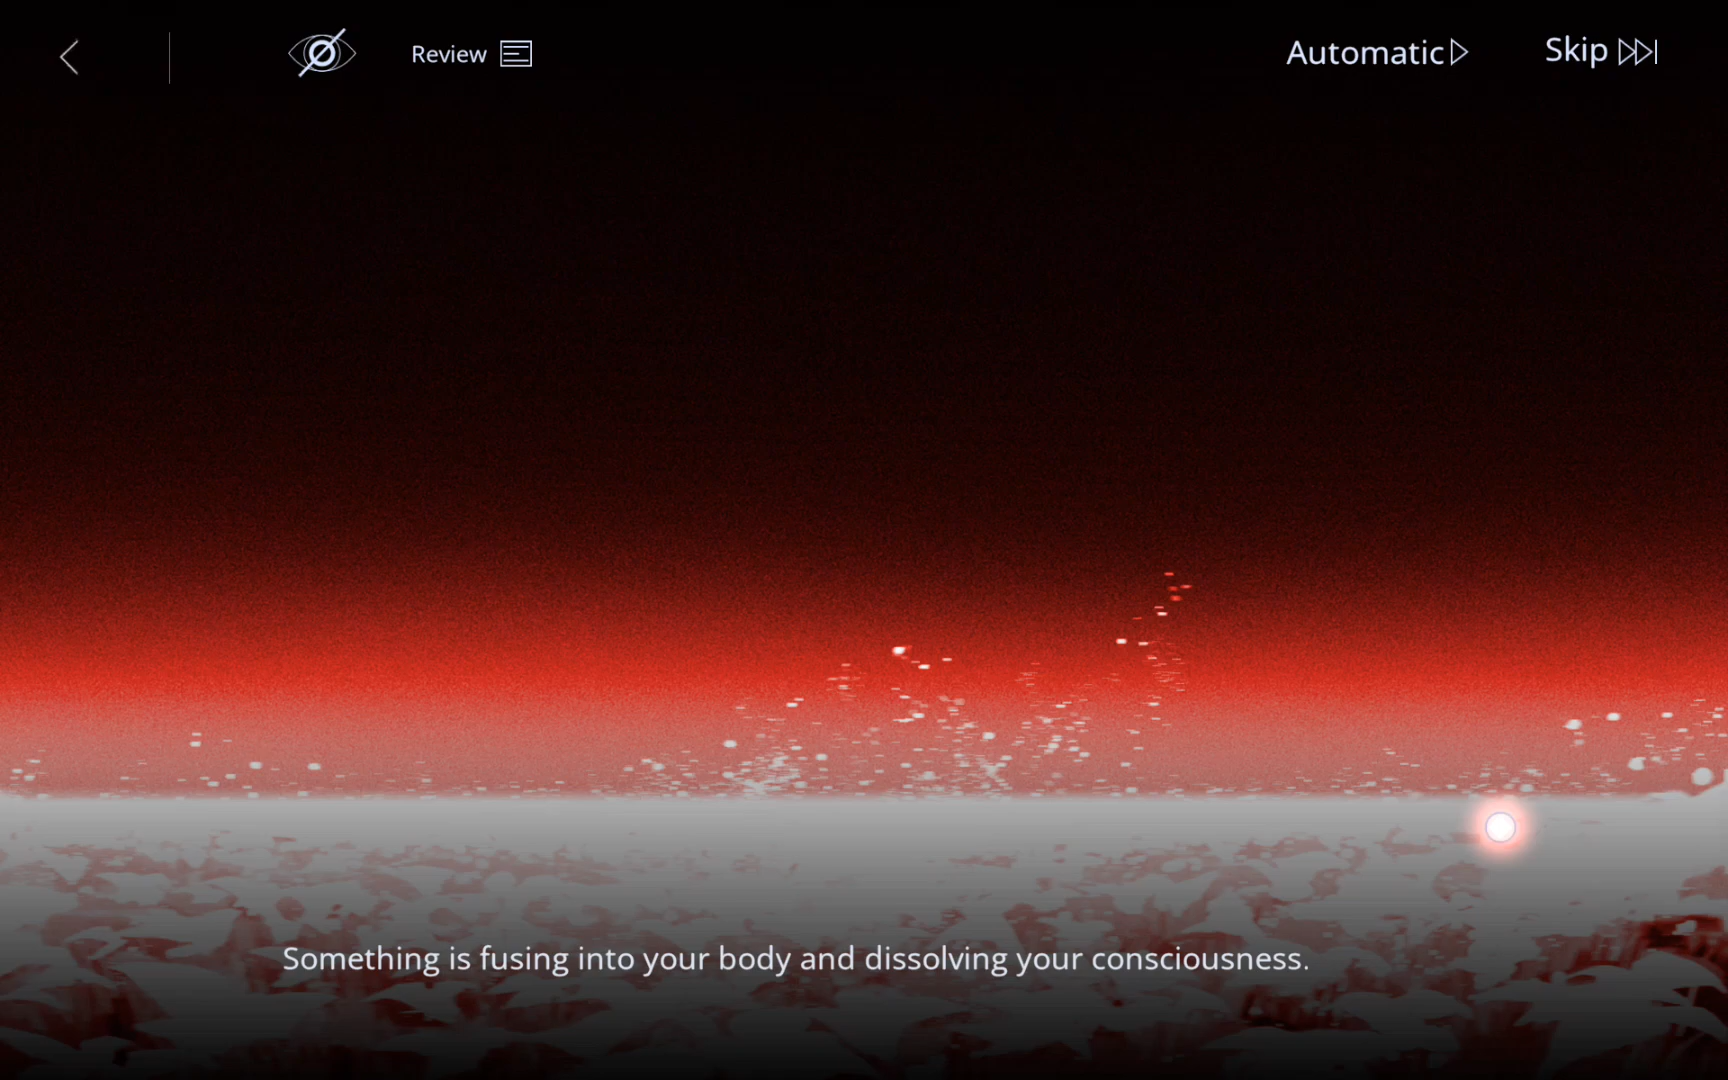 Review
Automatic
Skip
Something is fusing into your body and dissolving your consciousness.